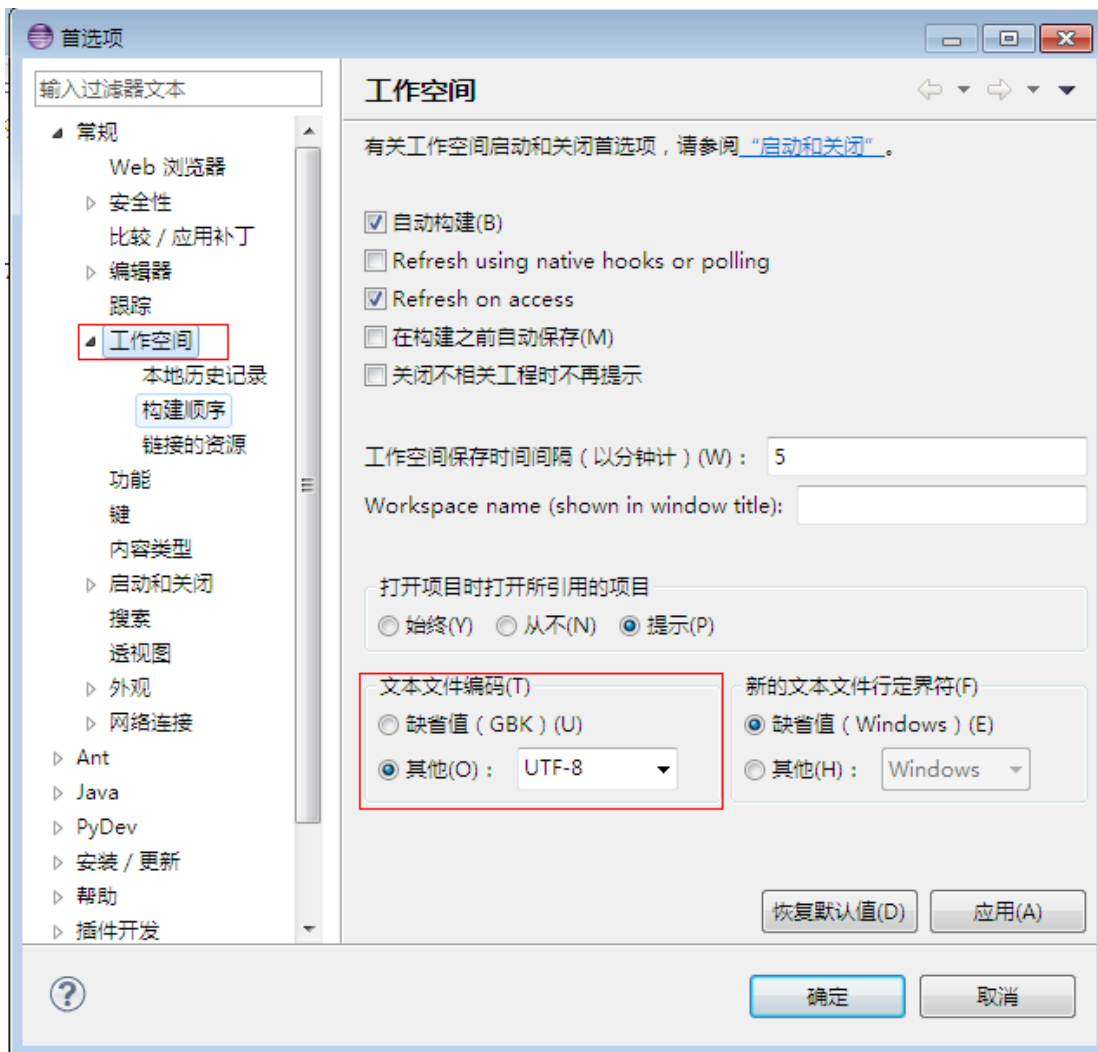 首选项
输入过滤器文本
常规
Web 浏览器
安全性
比较 / 应用补丁
编辑器
跟踪
工作空间
本地历史记录
构建顺序
链接的资源
功能
键
内容类型
启动和关闭
搜索
透视图
外观
网络连接
Ant
Java
PyDev
安装 / 更新
帮助
插件开发
工作空间
有关工作空间启动和关闭首选项，请参阅 “启动和关闭” 。
自动构建(B)
Refresh using native hooks or polling
Refresh on access
在构建之前自动保存(M)
关闭不相关工程时不再提示
工作空间保存时间间隔（以分钟计）(W)： 5
Workspace name (shown in window title):
打开项目时打开所引用的项目
始终(Y) 从不(N) 提示(P)
文本文件编码(T)
缺省值（GBK）(U)
其他(O)： UTF-8
新的文本文件行定界符(F)
缺省值（Windows）(E)
其他(H)： Windows
恢复默认值(D) 应用(A)
确定 取消